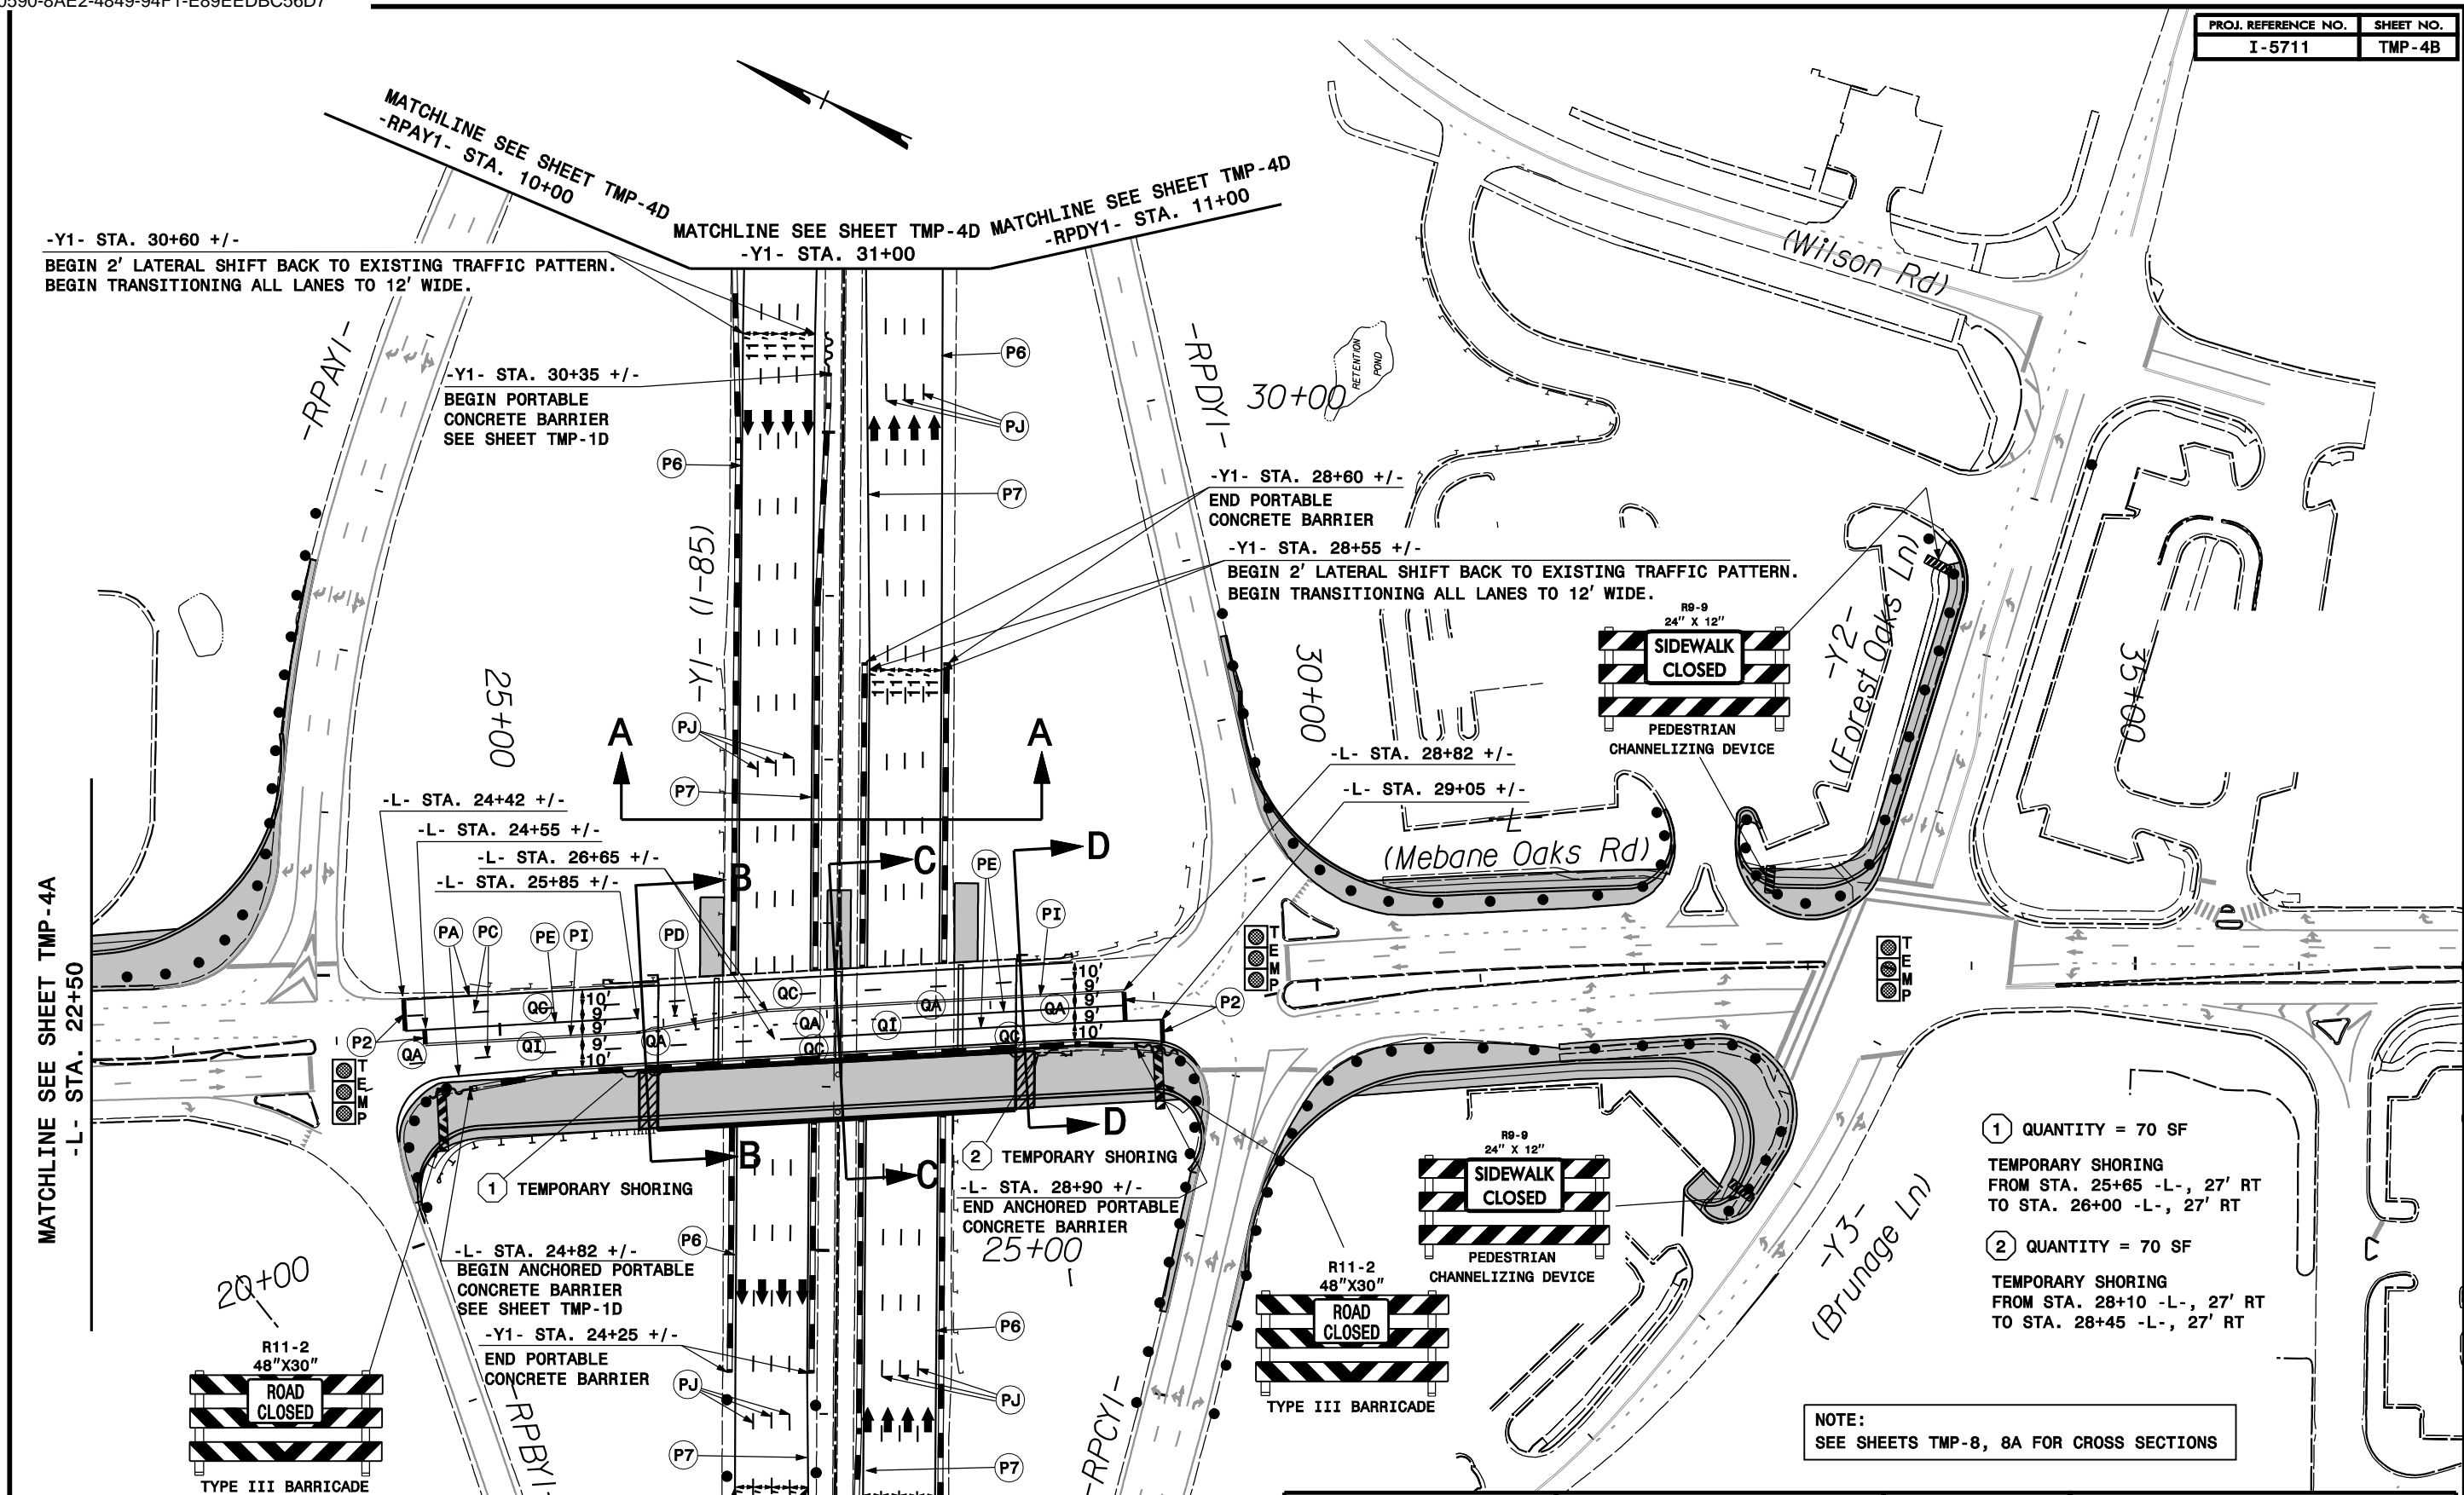 0590-8AE2-4849-94F1-E89EEDBC56D7
PROJ. REFERENCE NO. SHEET NO.
I-5711 TMP-4B
MATCHLINE SEE SHEET TMP-4D
-RPAY1- STA. 10+00
MATCHLINE SEE SHEET TMP-4D
-Y1- STA. 31+00
MATCHLINE SEE SHEET TMP-4D
-RPDY1- STA. 11+00
-Y1- STA. 30+60 +/-
BEGIN 2' LATERAL SHIFT BACK TO EXISTING TRAFFIC PATTERN.
BEGIN TRANSITIONING ALL LANES TO 12' WIDE.
(Wilson Rd)
-RPAY1-
-RPDY1-
30+00
RETENTION
POND
P6
-Y1- STA. 30+35 +/-
BEGIN PORTABLE
CONCRETE BARRIER
SEE SHEET TMP-1D
PJ
P6
P7
-Y1- (I-85)
-Y1- STA. 28+60 +/-
END PORTABLE
CONCRETE BARRIER
-Y1- STA. 28+55 +/-
BEGIN 2' LATERAL SHIFT BACK TO EXISTING TRAFFIC PATTERN.
BEGIN TRANSITIONING ALL LANES TO 12' WIDE.
R9-9
24" X 12"
SIDEWALK
CLOSED
PEDESTRIAN
CHANNELIZING DEVICE
-Y2-
(Forest Oaks Ln)
35+00
30+00
25+00
PJ
P7
A
A
-L- STA. 28+82 +/-
-L- STA. 29+05 +/-
-L-
(Mebane Oaks Rd)
-L- STA. 24+42 +/-
-L- STA. 24+55 +/-
-L- STA. 26+65 +/-
-L- STA. 25+85 +/-
B
C
D
PE
PI
PA
PC
PE
PI
PD
MATCHLINE SEE SHEET TMP-4A
-L- STA. 22+50
TEMP
TEMP
TEMP
QC
10'
9'
9'
9'
10'
QC
QA
QA
10'
9'
9'
10'
P2
P2
QA
QI
QA
QA
QI
QC
QC
B
C
D
1 TEMPORARY SHORING
2 TEMPORARY SHORING
-L- STA. 28+90 +/-
END ANCHORED PORTABLE
CONCRETE BARRIER
25+00
-L- STA. 24+82 +/-
BEGIN ANCHORED PORTABLE
CONCRETE BARRIER
SEE SHEET TMP-1D
P6
-Y1- STA. 24+25 +/-
END PORTABLE
CONCRETE BARRIER
20+00
R11-2
48"X30"
ROAD
CLOSED
TYPE III BARRICADE
-RPBY1-
PJ
P7
P6
PJ
P7
-RPCY1-
R11-2
48"X30"
ROAD
CLOSED
TYPE III BARRICADE
R9-9
24" X 12"
SIDEWALK
CLOSED
PEDESTRIAN
CHANNELIZING DEVICE
-Y3-
(Brunage Ln)
1 QUANTITY = 70 SF
TEMPORARY SHORING
FROM STA. 25+65 -L-, 27' RT
TO STA. 26+00 -L-, 27' RT
2 QUANTITY = 70 SF
TEMPORARY SHORING
FROM STA. 28+10 -L-, 27' RT
TO STA. 28+45 -L-, 27' RT
NOTE:
SEE SHEETS TMP-8, 8A FOR CROSS SECTIONS